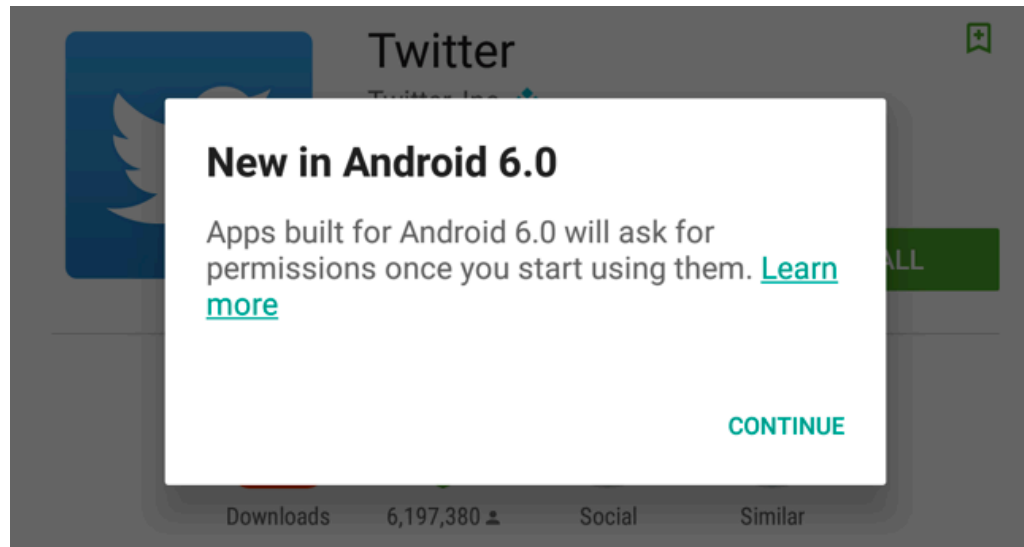 Twitter
New in Android 6.0
Apps built for Android 6.0 will ask for
permissions once you start using them. Learn
more
CONTINUE
Downloads 6,197,380 Social Similar